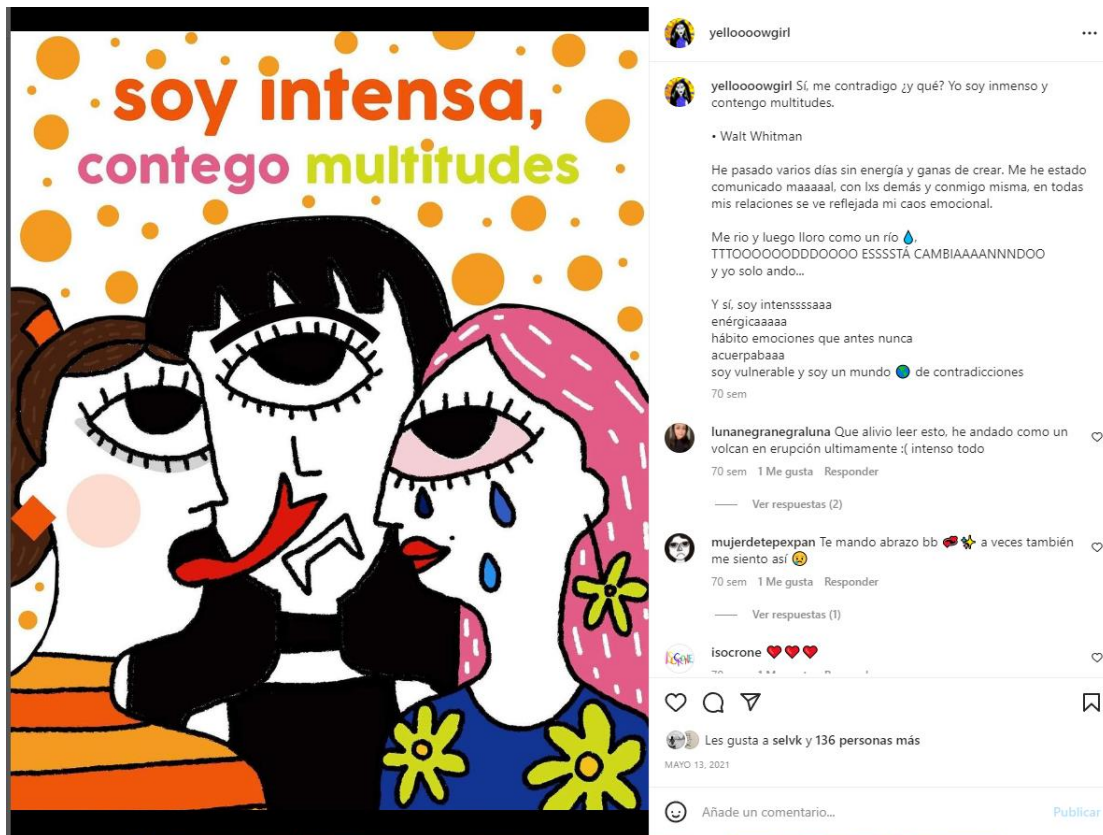 soy intensa,
contego multitudes
yelloooowgirl
yelloooowgirl Sí, me contradigo ¿y qué? Yo soy inmenso y
contengo multitudes.
• Walt Whitman
He pasado varios días sin energía y ganas de crear. Me he estado
comunicado maaaaal, con lxs demás y conmigo misma, en todas
mis relaciones se ve reflejada mi caos emocional.
Me rio y luego lloro como un río 💧,
TTTOOOOOODDDOOOO ESSSSTÁ CAMBIAAAANNNDOO
y yo solo ando...
Y sí, soy intenssssaaa
enérgicaaaaa
hábito emociones que antes nunca
acuerpabaaa
soy vulnerable y soy un mundo 🌎 de contradicciones
70 sem
lunanegranegraluna Que alivio leer esto, he andado como un
volcan en erupción ultimamente :( intenso todo
70 sem 1 Me gusta Responder
Ver respuestas (2)
mujerdetepexpan Te mando abrazo bb 💋✨ a veces también
me siento así 😢
70 sem 1 Me gusta Responder
Ver respuestas (1)
isocrone ❤️❤️❤️
Les gusta a selvk y 136 personas más
MAYO 13, 2021
Añade un comentario...
Publicar